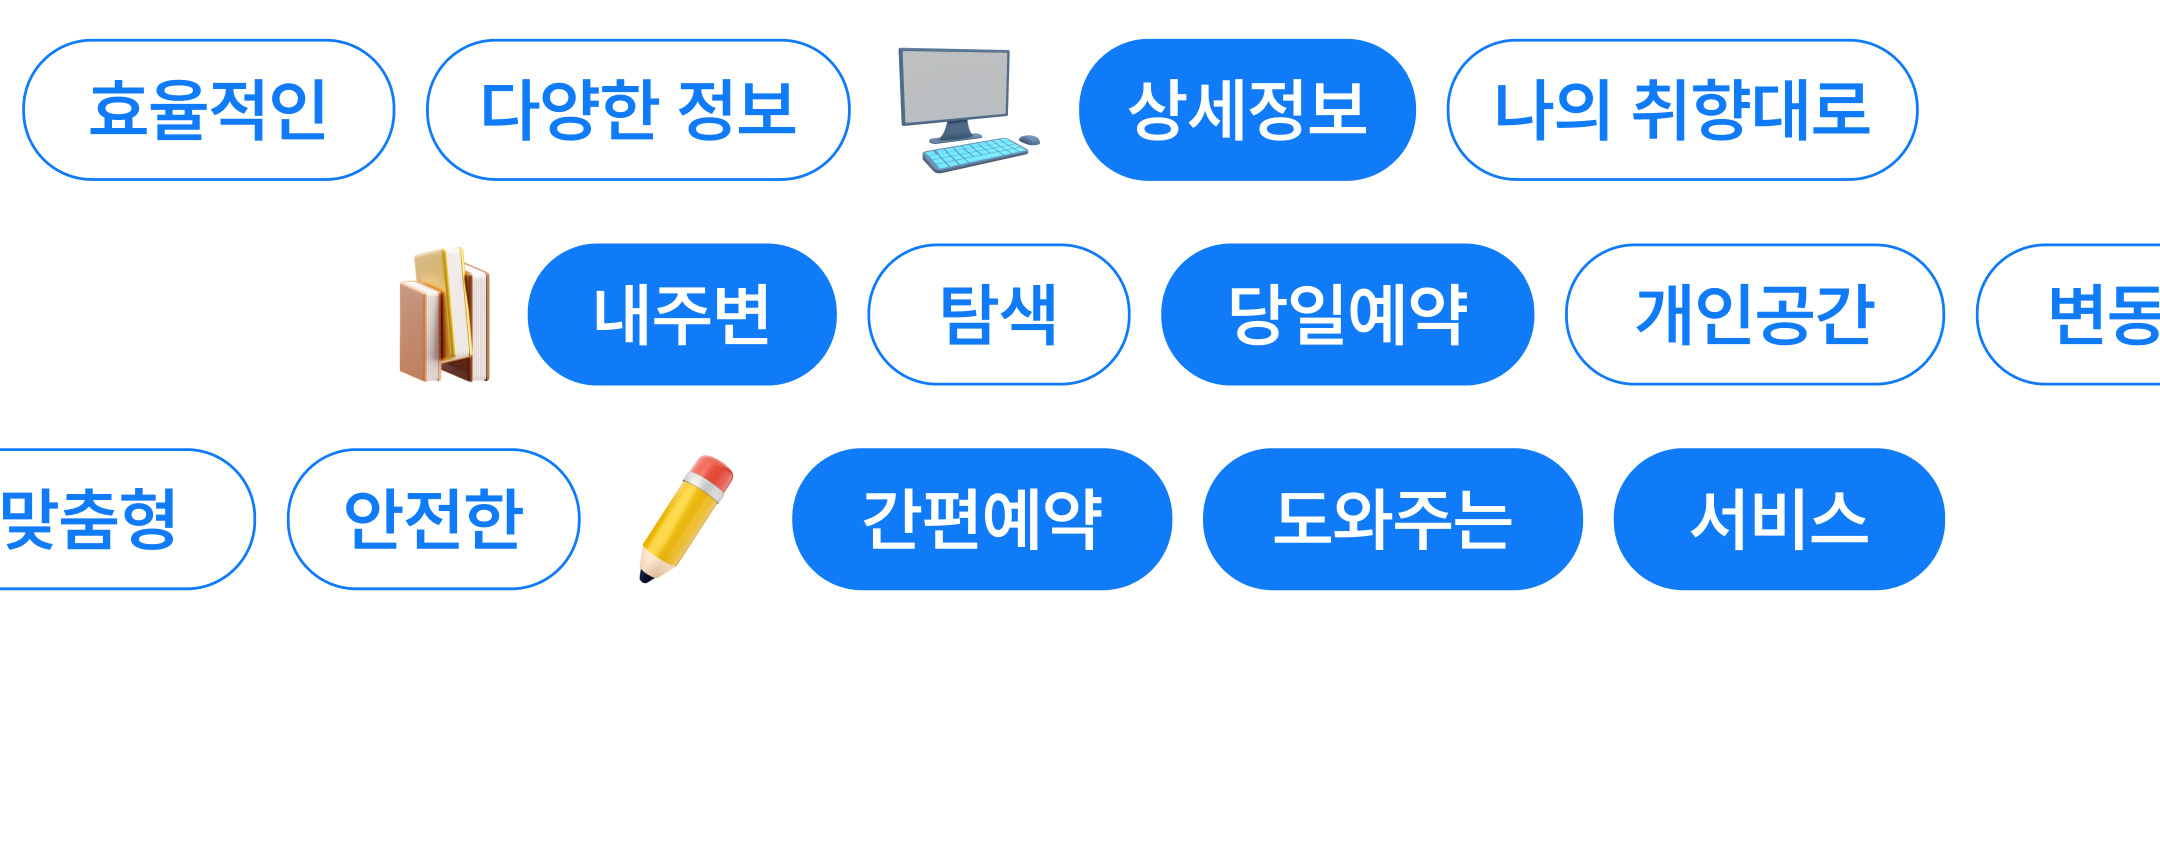 효율적인 다양한 정보 상세정보 나의 취향대로
내주변 탐색 당일예약 개인공간 변동
맞춤형 안전한 간편예약 도와주는 서비스